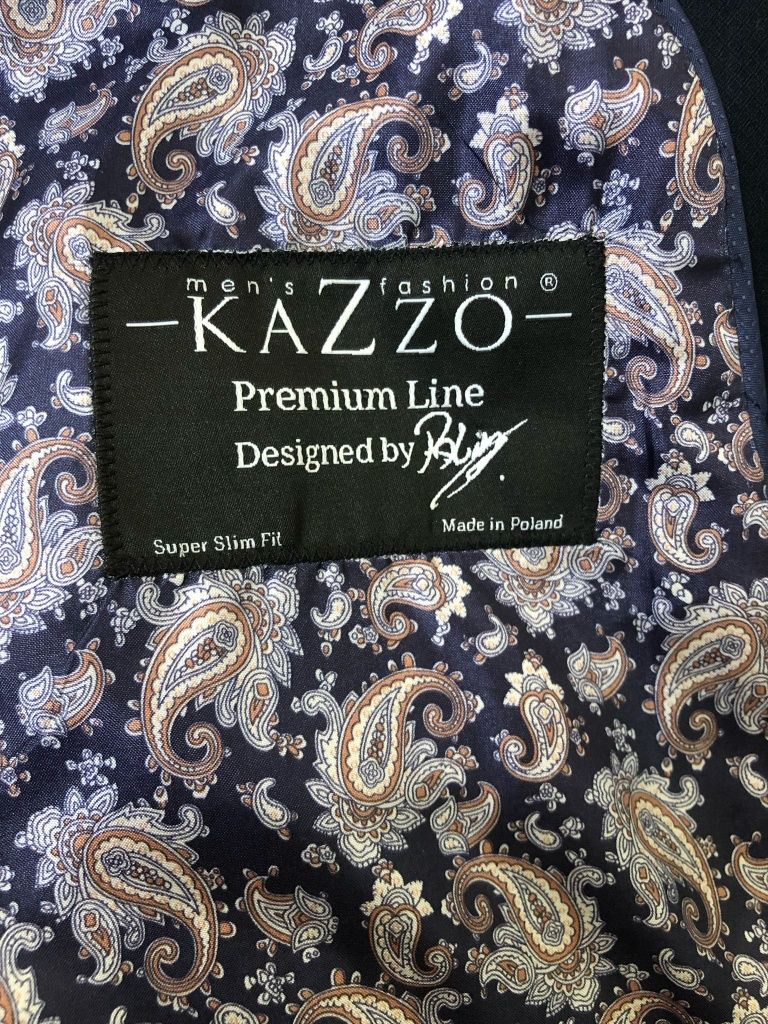 men's fashion ®
KAZZO
Premium Line
Designed by
Super Slim Fit
Made in Poland